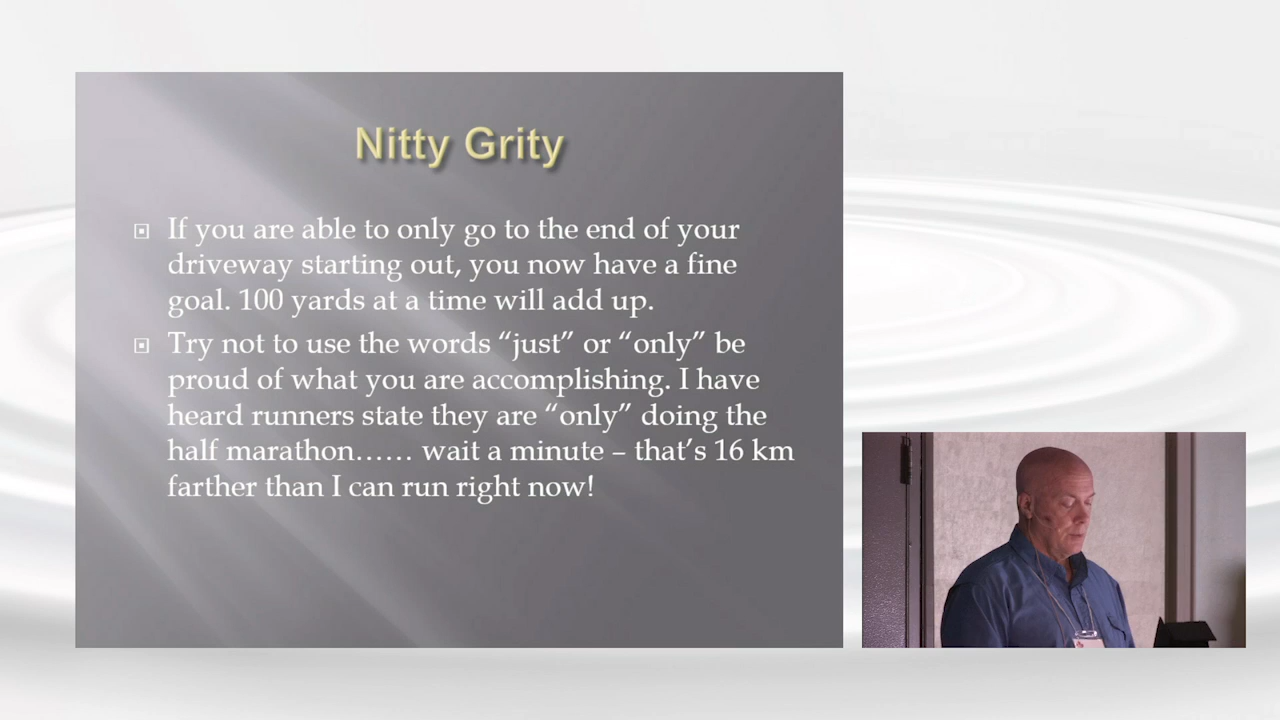 Nitty Grity
If you are able to only go to the end of your
driveway starting out, you now have a fine
goal. 100 yards at a time will add up.
Try not to use the words “just” or “only” be
proud of what you are accomplishing. I have
heard runners state they are “only” doing the
half marathon…… wait a minute – that’s 16 km
farther than I can run right now!